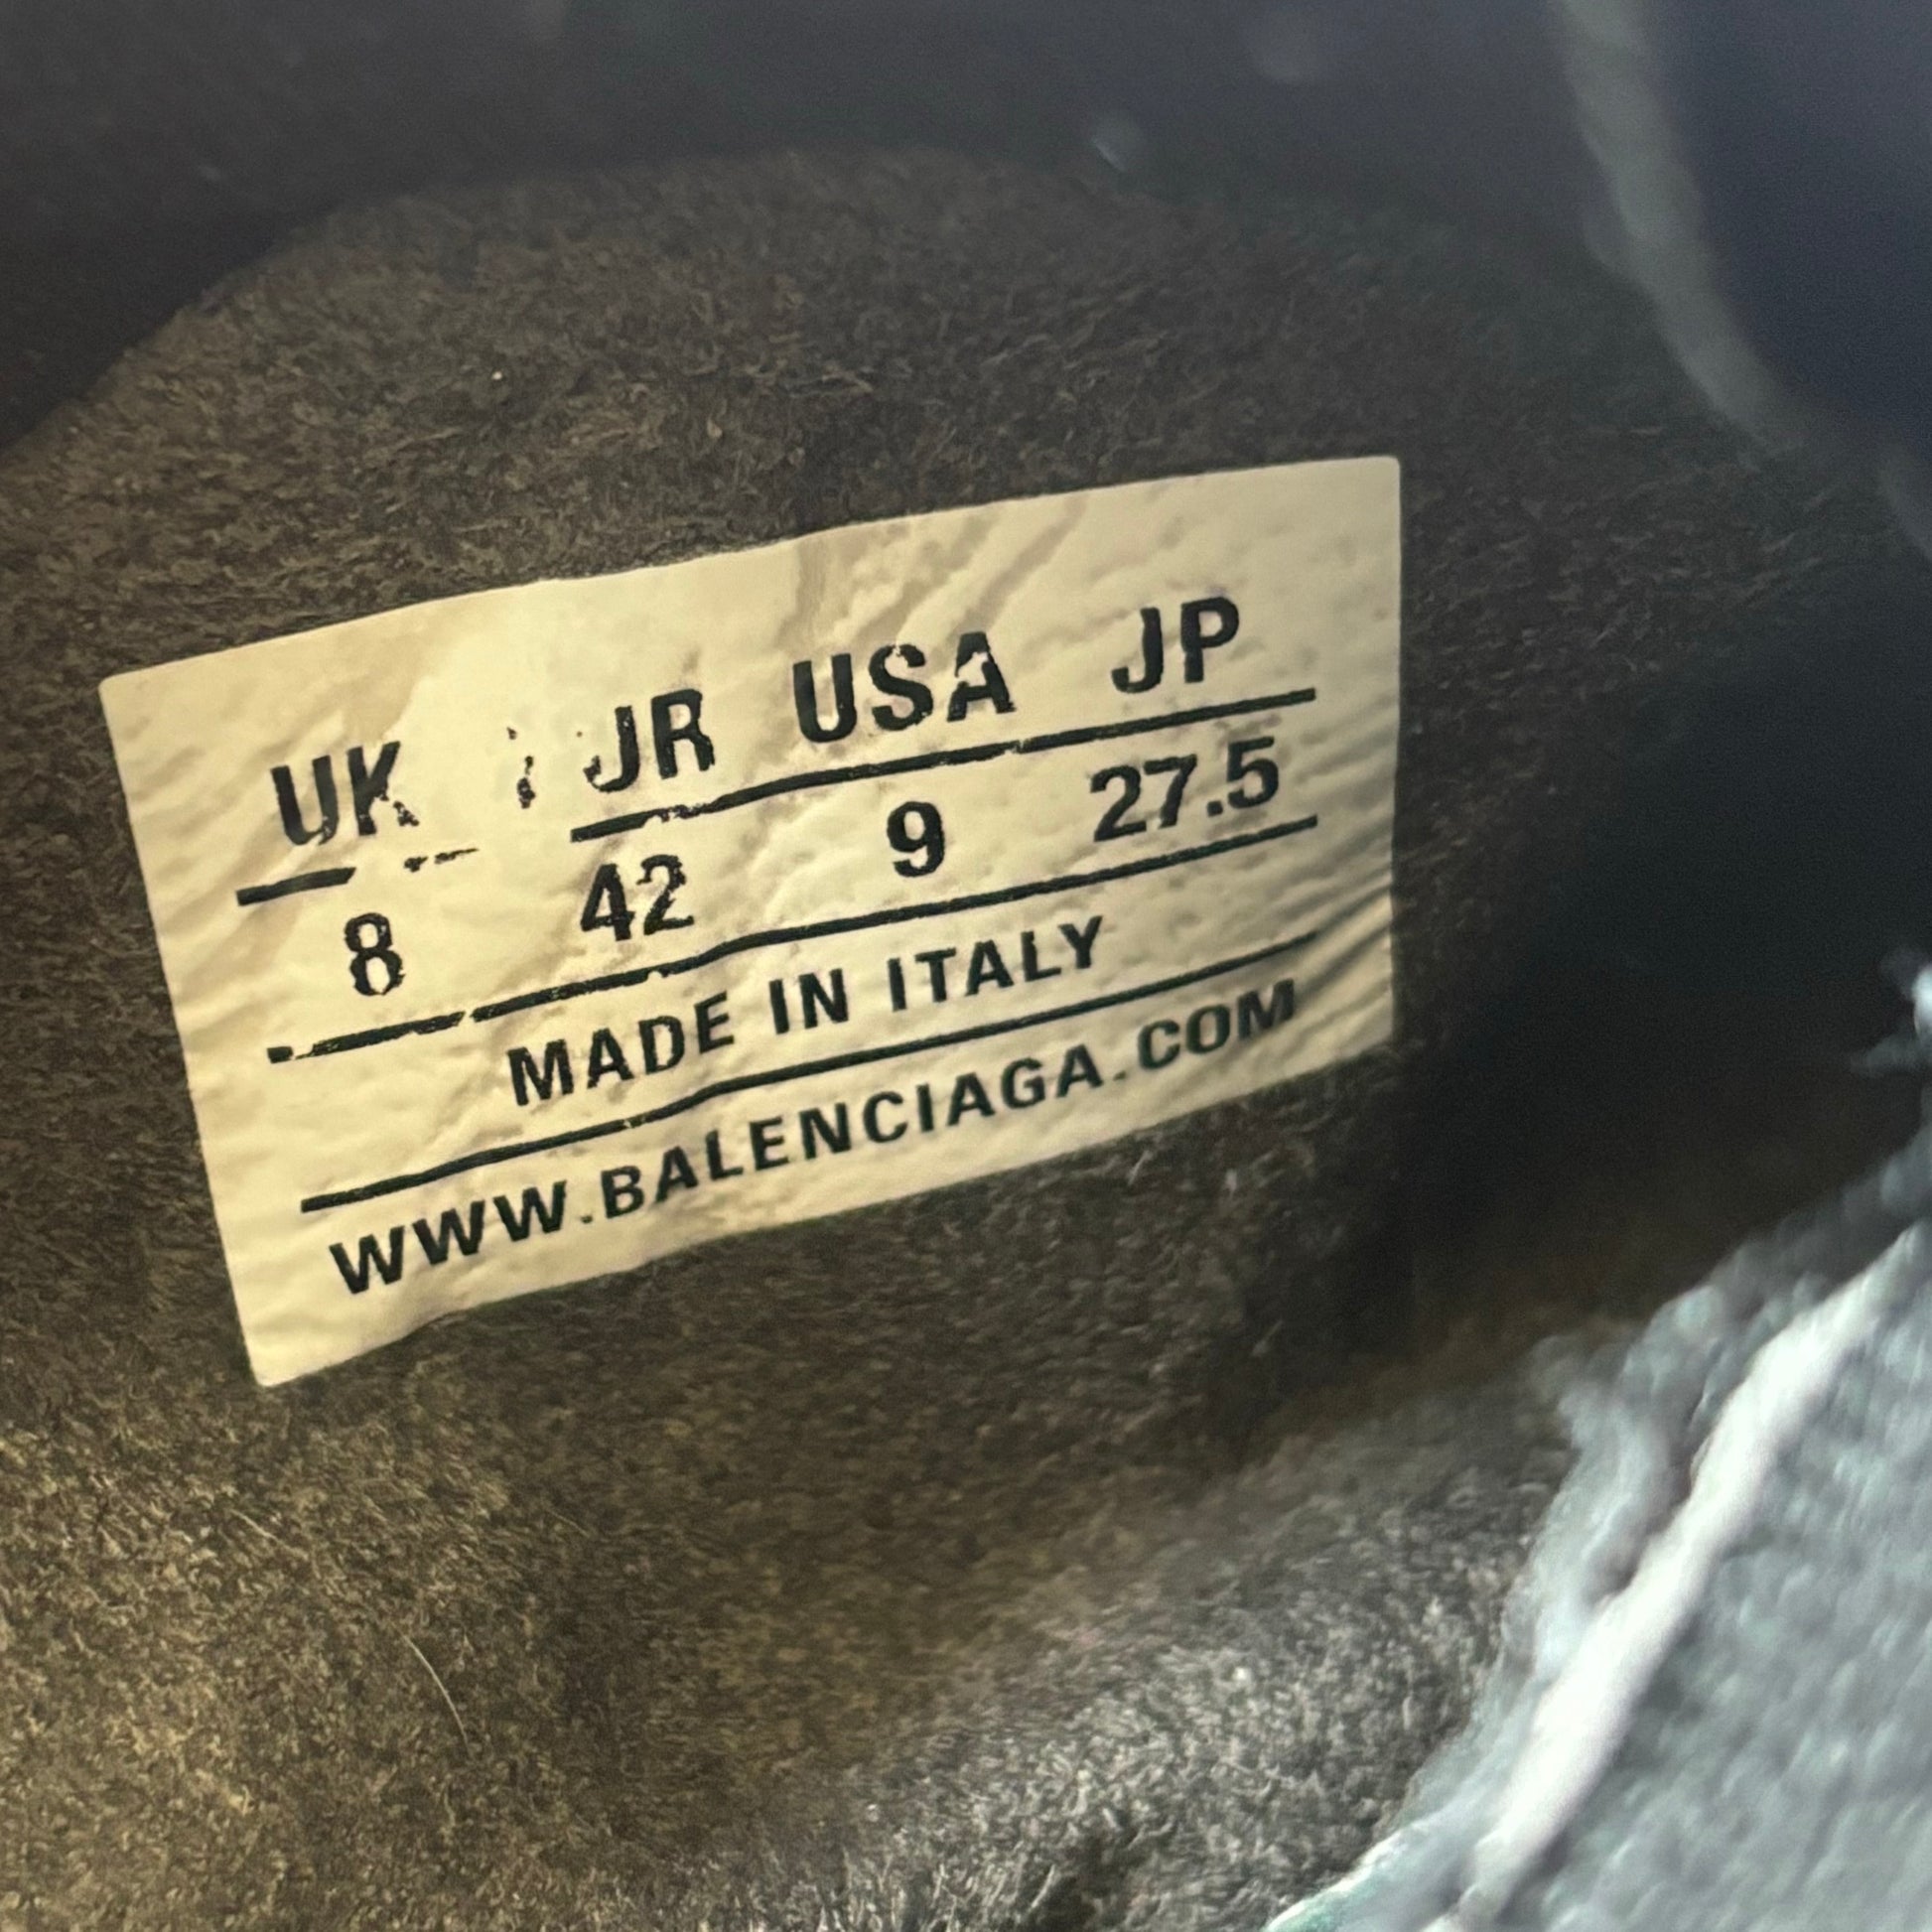 UK JR USA JP
8 42 9 27.5
MADE IN ITALY
WWW.BALENCIAGA.COM